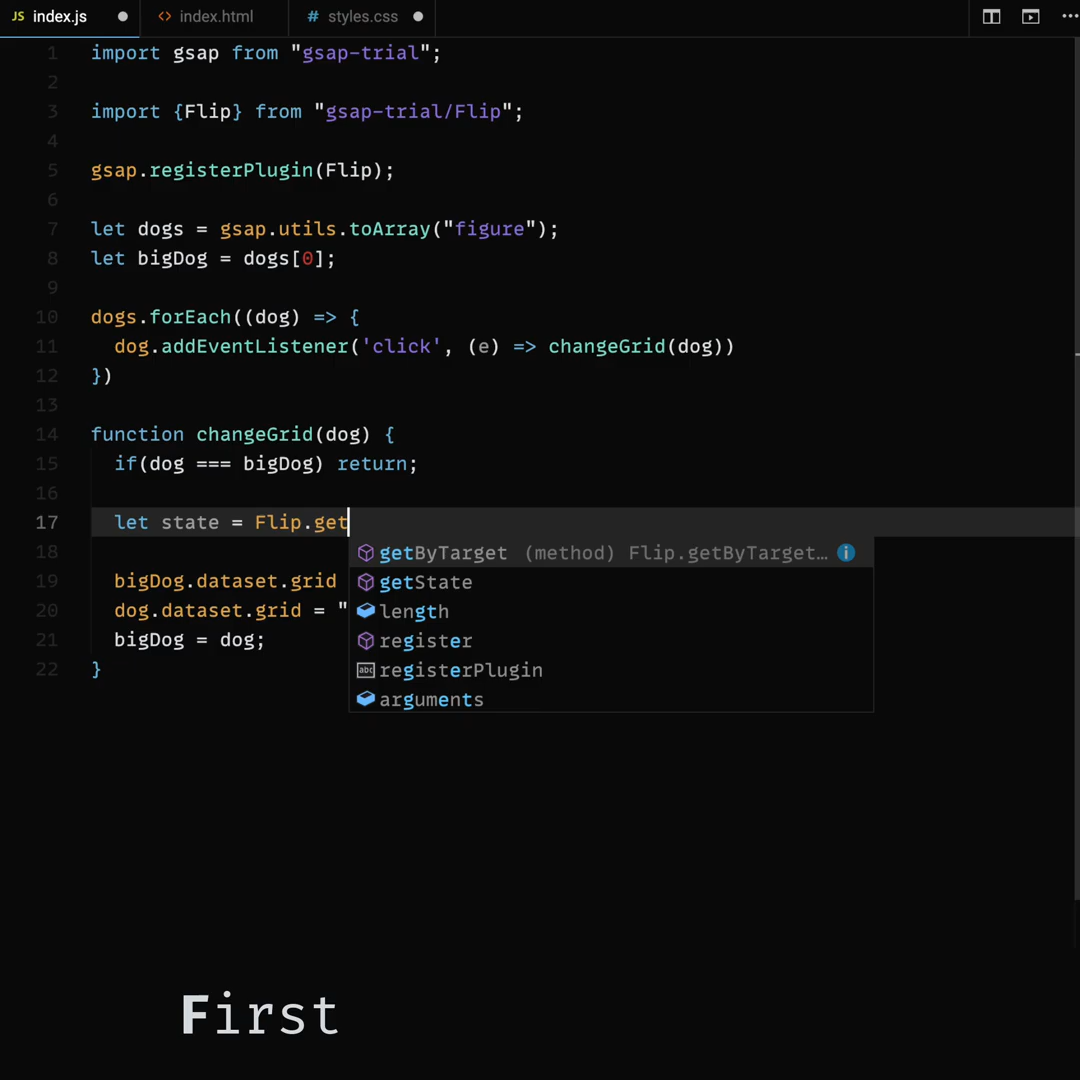 JS index.js
<> index.html
# styles.css
1 import gsap from "gsap-trial";
2
3 import {Flip} from "gsap-trial/Flip";
4
5 gsap.registerPlugin(Flip);
6
7 let dogs = gsap.utils.toArray("figure");
8 let bigDog = dogs[0];
9
10 dogs.forEach((dog) => {
11 dog.addEventListener('click', (e) => changeGrid(dog))
12 })
13
14 function changeGrid(dog) {
15 if(dog === bigDog) return;
16
17 let state = Flip.get
18
getByTarget (method) Flip.getByTarget…
getState
19 bigDog.dataset.grid
length
20 dog.dataset.grid = "
register
21 bigDog = dog;
registerPlugin
abc
22 }
arguments
First